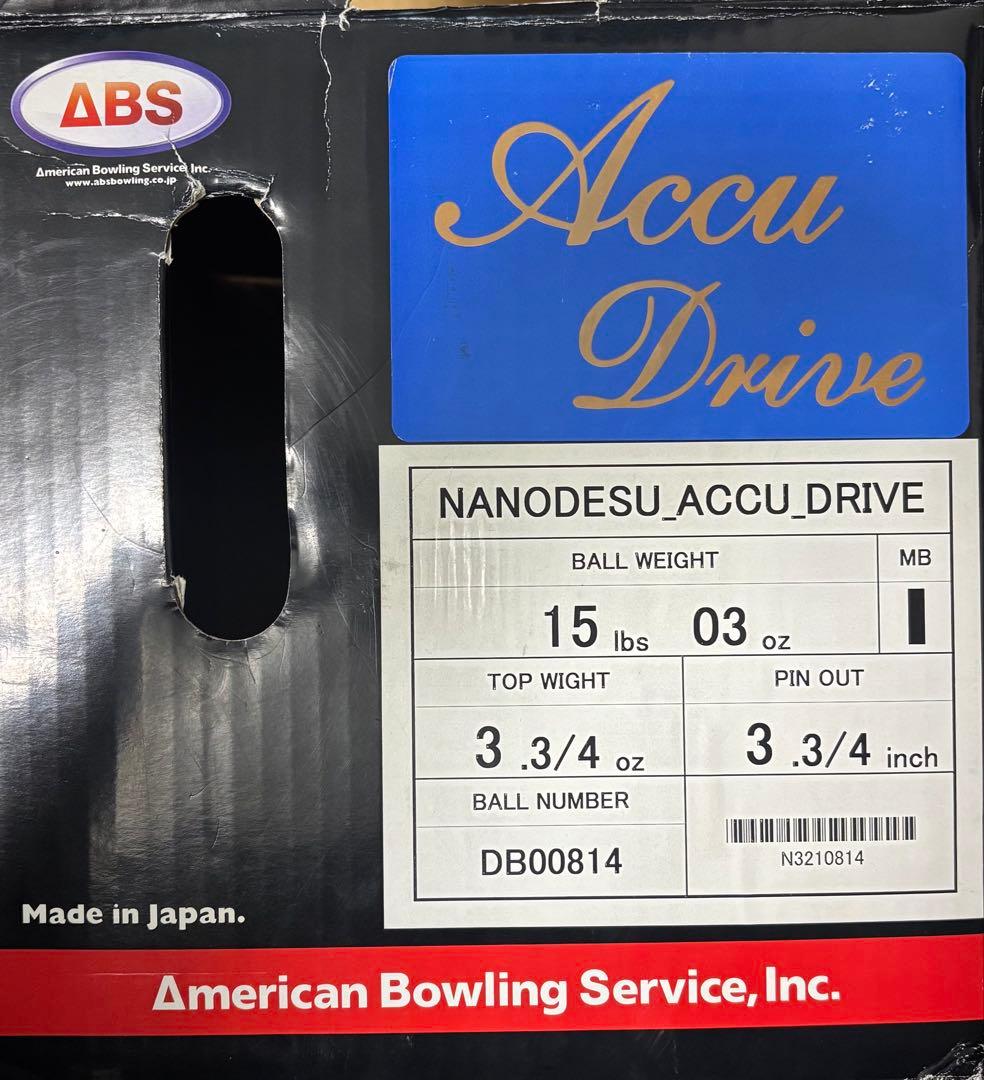 ABS
American Bowling Service, Inc.
www.absbowling.co.jp
Accu
Drive
NANODESU_ACCU_DRIVE
BALL WEIGHT
MB
15 lbs 03 oz
I
TOP WIGHT
PIN OUT
3 .3/4 oz
3 .3/4 inch
BALL NUMBER
DB00814
N3210814
Made in Japan.
American Bowling Service, Inc.